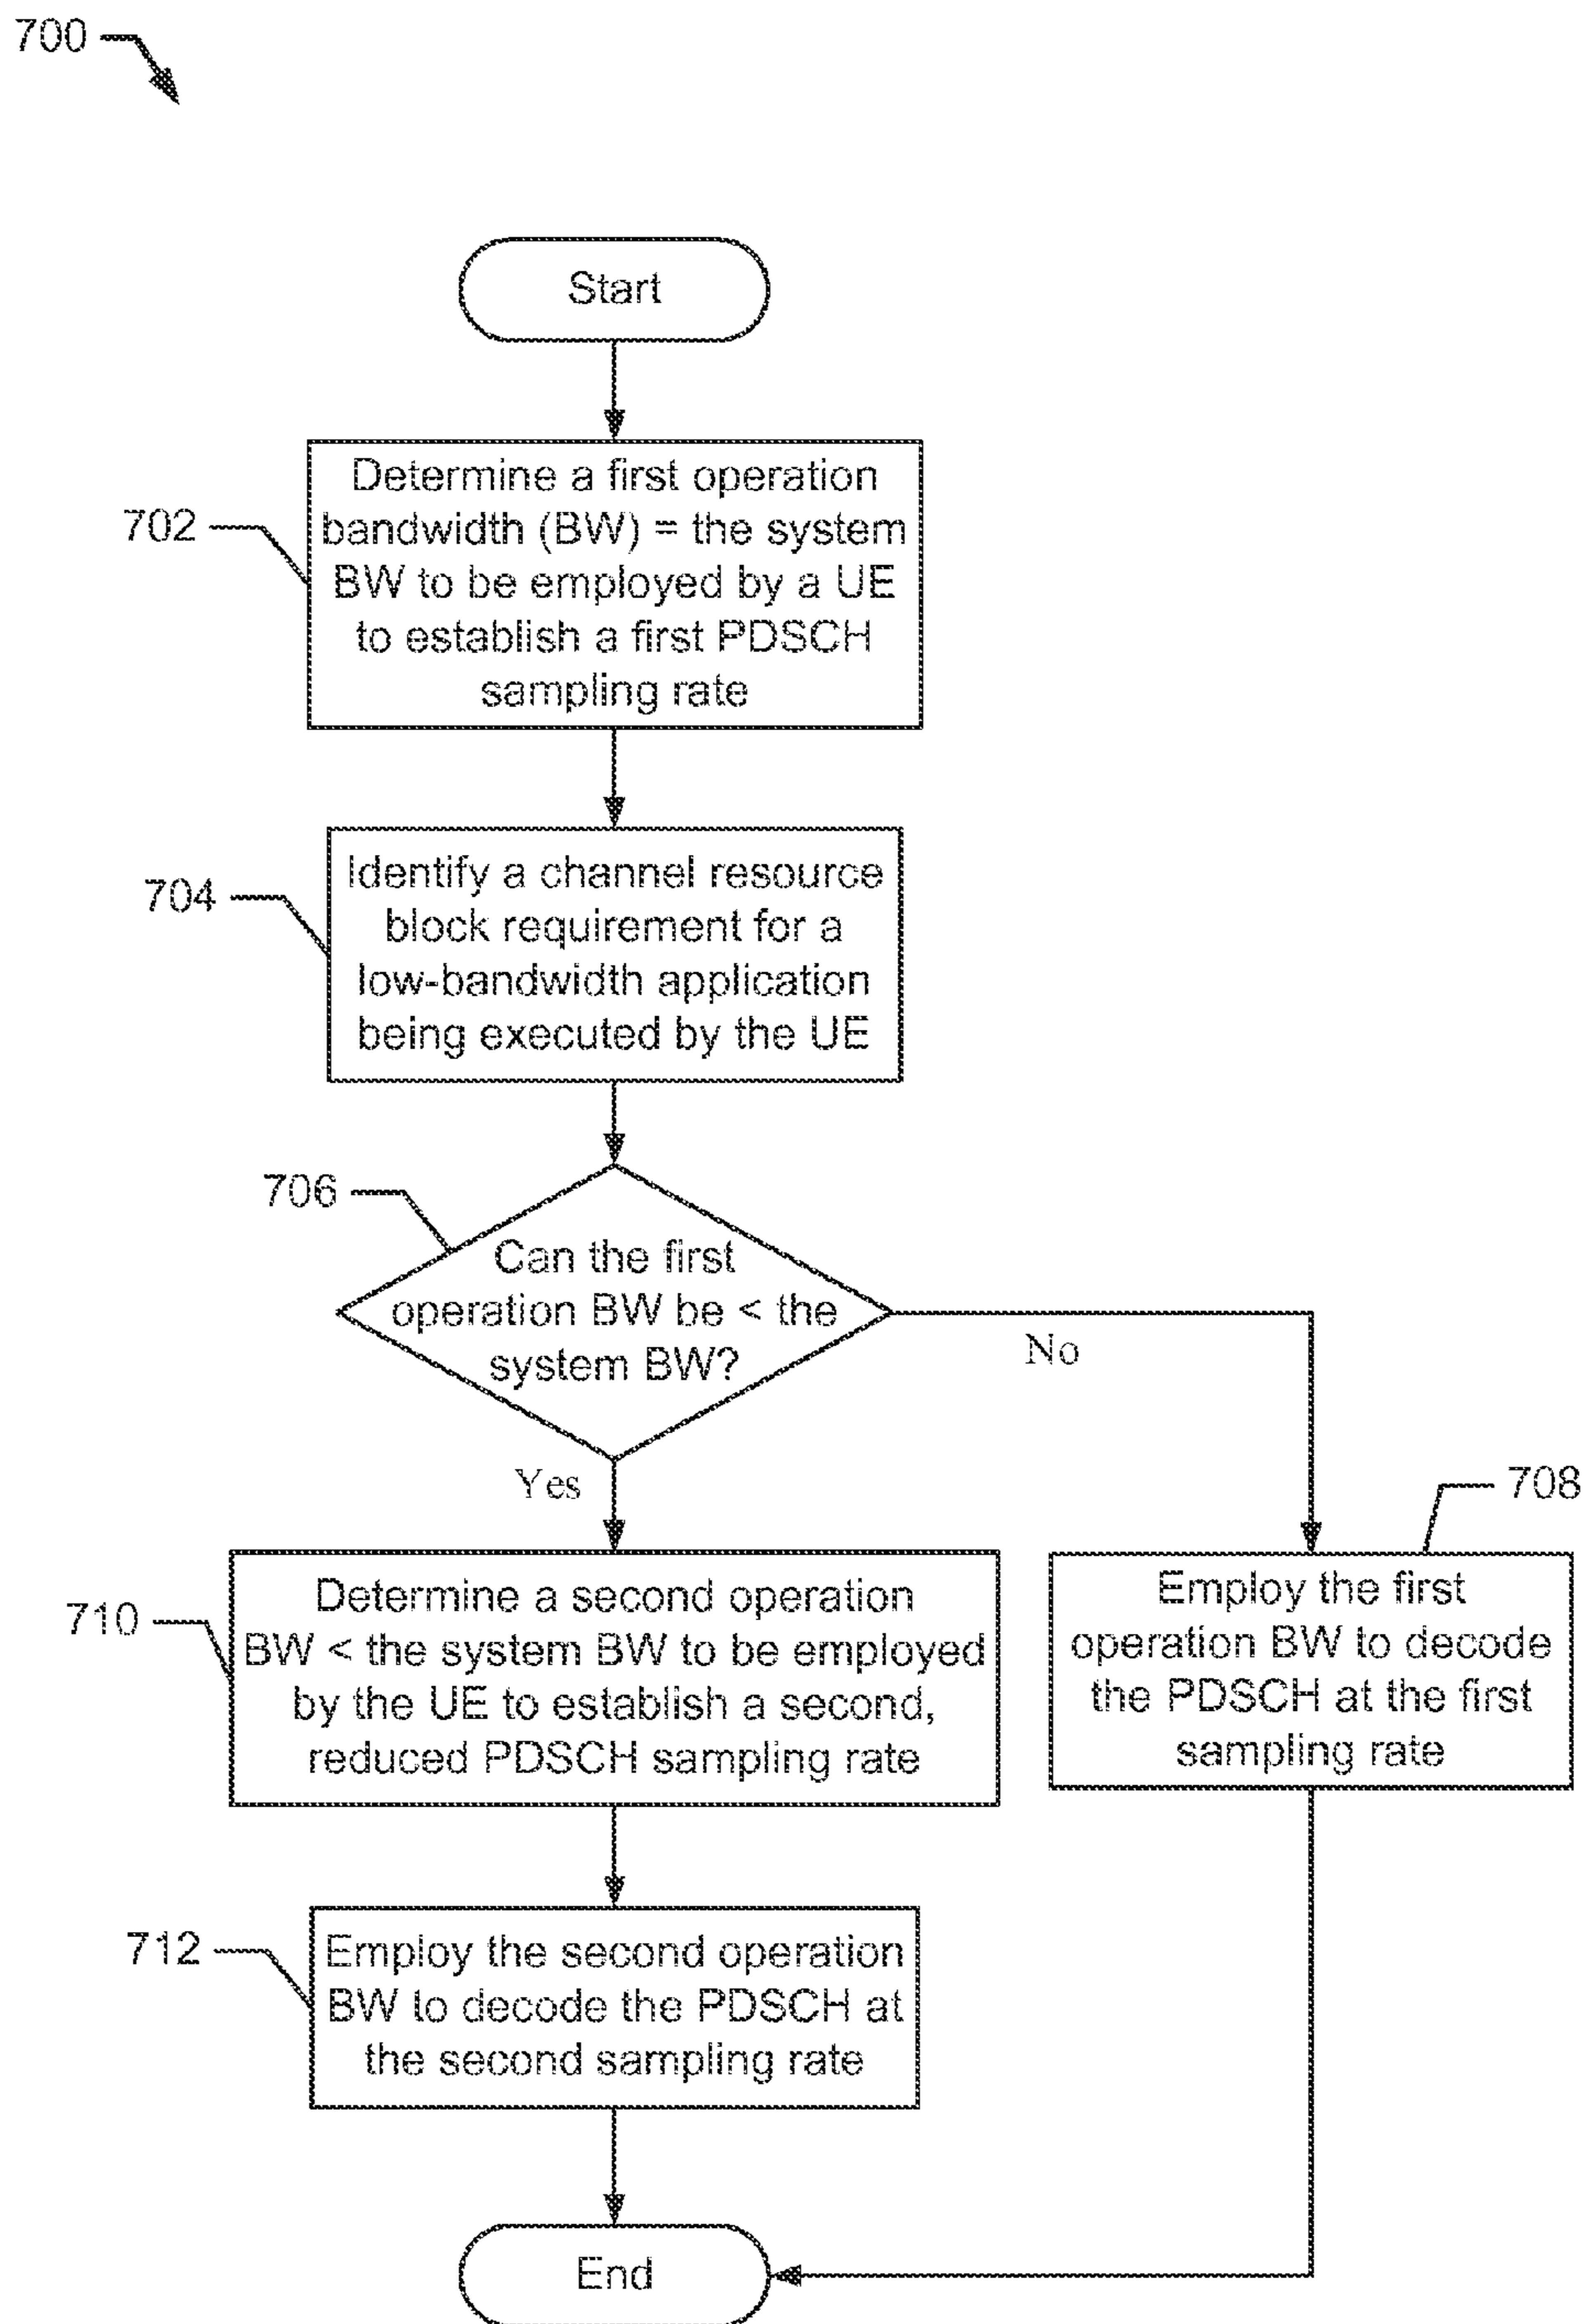 700
Start
702
Determine a first operation
bandwidth (BW) = the system
BW to be employed by a UE
to establish a first PDSCH
sampling rate
704
Identify a channel resource
block requirement for a
low-bandwidth application
being executed by the UE
706
Can the first
operation BW be < the
system BW?
No
Yes
708
710
Determine a second operation
BW < the system BW to be employed
by the UE to establish a second,
reduced PDSCH sampling rate
Employ the first
operation BW to decode
the PDSCH at the first
sampling rate
712
Employ the second operation
BW to decode the PDSCH at
the second sampling rate
End